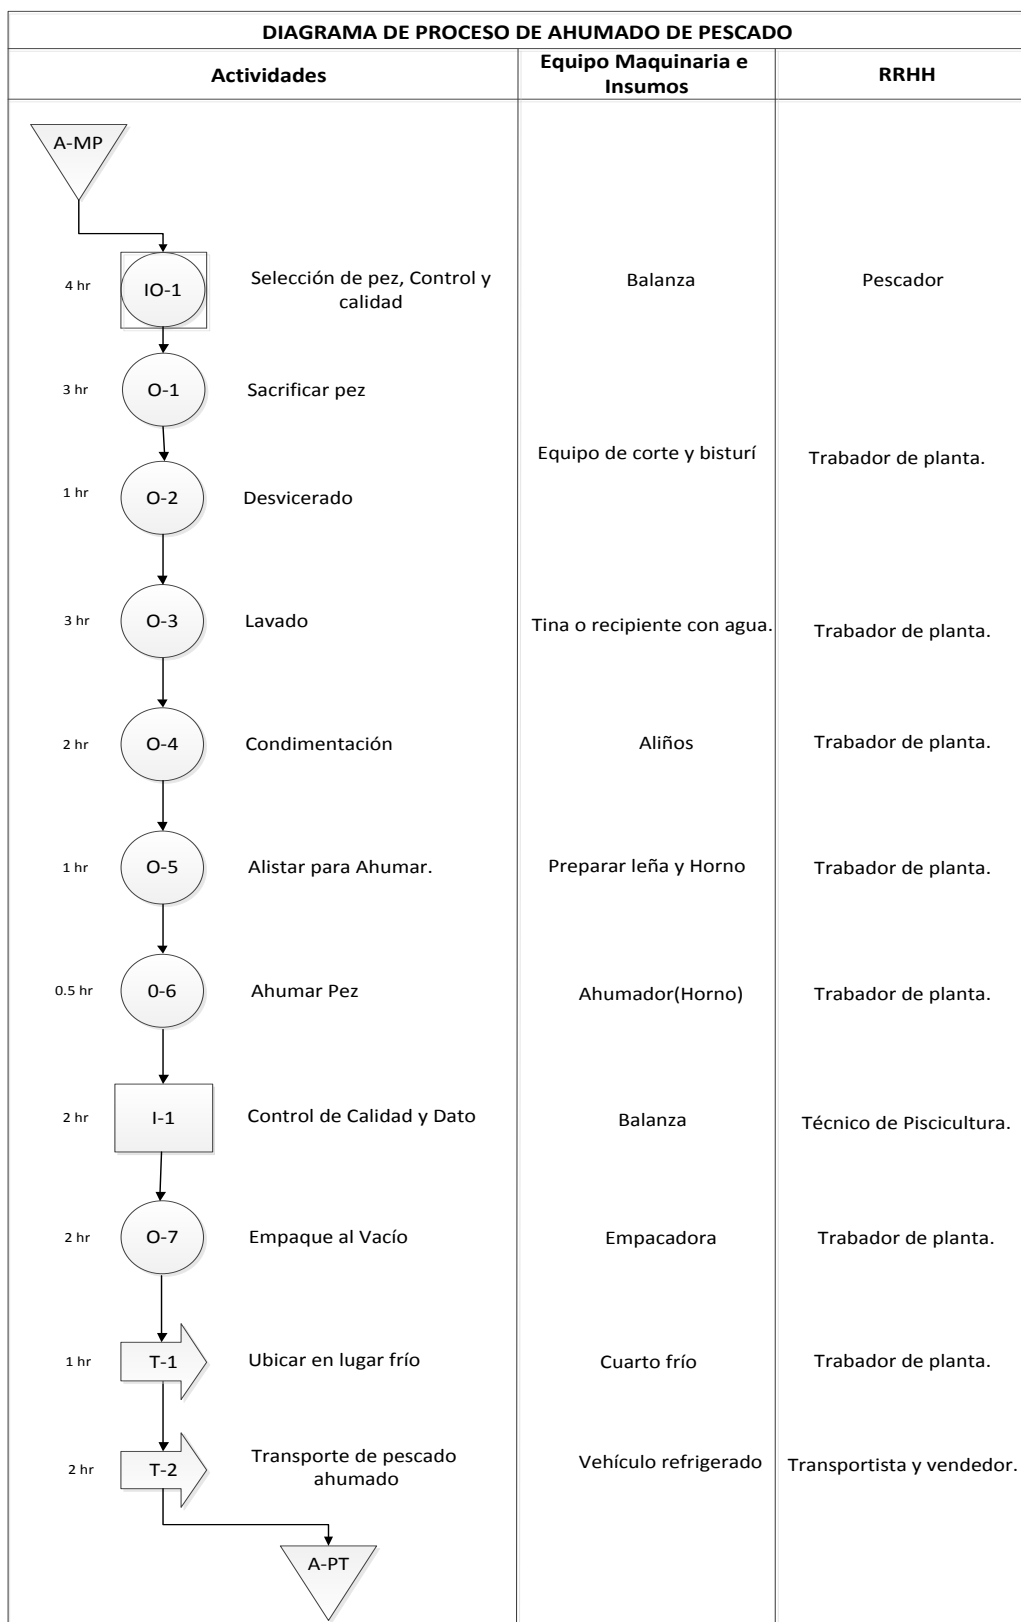 DIAGRAMA DE PROCESO DE AHUMADO DE PESCADO
Actividades
Equipo Maquinaria e
Insumos
RRHH
A-MP
4 hr
IO-1
Selección de pez, Control y
calidad
Balanza
Pescador
3 hr
O-1
Sacrificar pez
Equipo de corte y bisturí
Trabador de planta.
1 hr
O-2
Desvicerado
3 hr
O-3
Lavado
Tina o recipiente con agua.
Trabador de planta.
2 hr
O-4
Condimentación
Aliños
Trabador de planta.
1 hr
O-5
Alistar para Ahumar.
Preparar leña y Horno
Trabador de planta.
0.5 hr
0-6
Ahumar Pez
Ahumador(Horno)
Trabador de planta.
2 hr
I-1
Control de Calidad y Dato
Balanza
Técnico de Piscicultura.
2 hr
O-7
Empaque al Vacío
Empacadora
Trabador de planta.
1 hr
T-1
Ubicar en lugar frío
Cuarto frío
Trabador de planta.
2 hr
T-2
Transporte de pescado
ahumado
Vehículo refrigerado
Transportista y vendedor.
A-PT